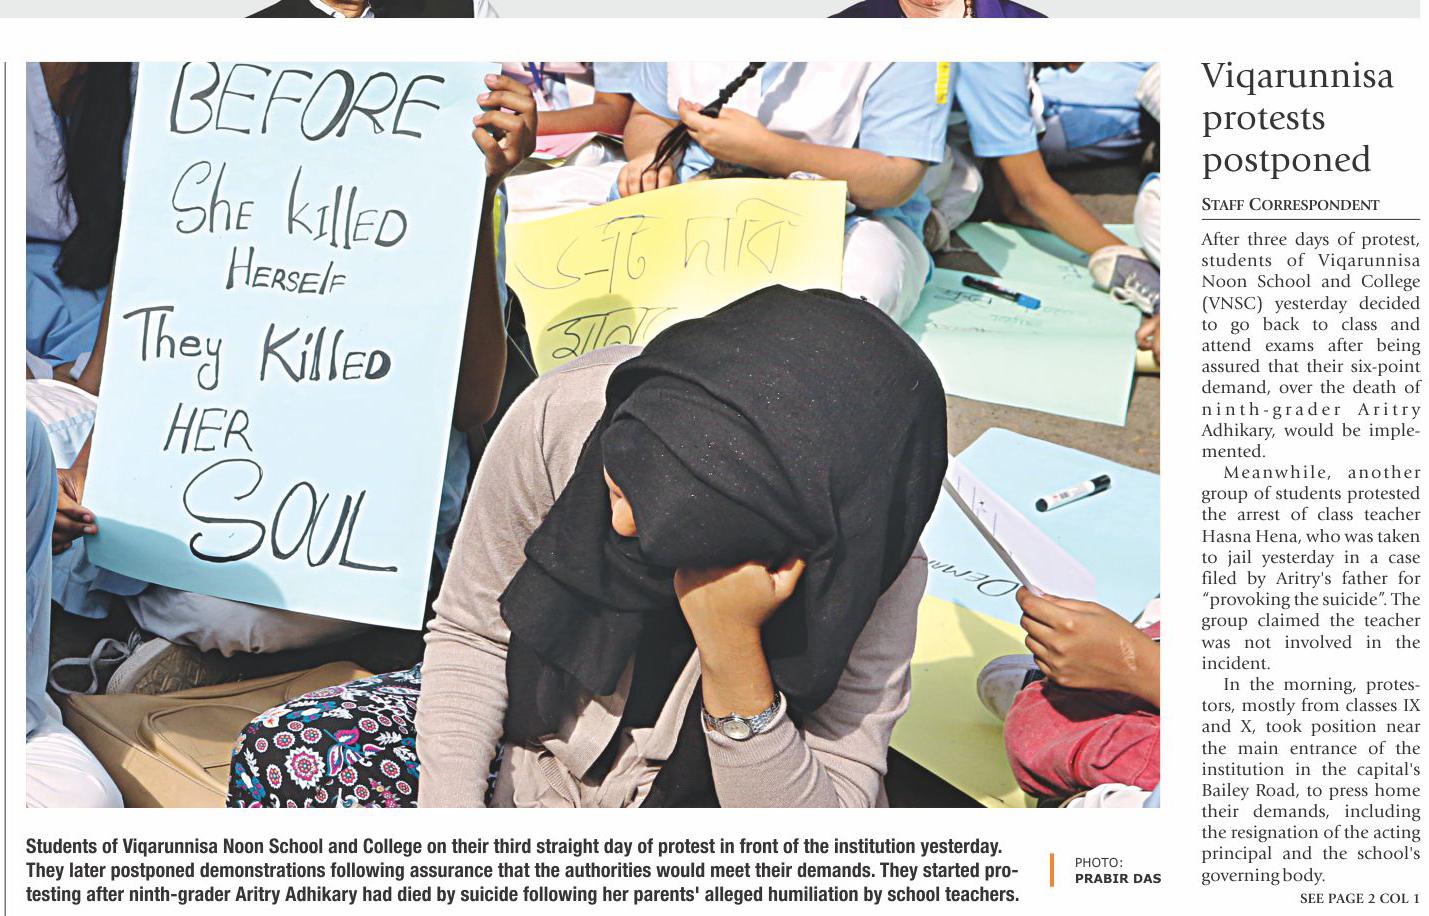 BEFORE
She killED
HERSElf
They KillED
HER
SOUL
৬-টি দাবি
DEMAN
Students of Viqarunnisa Noon School and College on their third straight day of protest in front of the institution yesterday.
They later postponed demonstrations following assurance that the authorities would meet their demands. They started pro-
testing after ninth-grader Aritry Adhikary had died by suicide following her parents' alleged humiliation by school teachers.
PHOTO:
PRABIR DAS
Viqarunnisa
protests
postponed
STAFF CORRESPONDENT
After three days of protest,
students of Viqarunnisa
Noon School and College
(VNSC) yesterday decided
to go back to class and
attend exams after being
assured that their six-point
demand, over the death of
ninth-grader Aritry
Adhikary, would be imple-
mented.
Meanwhile, another
group of students protested
the arrest of class teacher
Hasna Hena, who was taken
to jail yesterday in a case
filed by Aritry's father for
“provoking the suicide”. The
group claimed the teacher
was not involved in the
incident.
In the morning, protes-
tors, mostly from classes IX
and X, took position near
the main entrance of the
institution in the capital's
Bailey Road, to press home
their demands, including
the resignation of the acting
principal and the school's
governing body.
SEE PAGE 2 COL 1